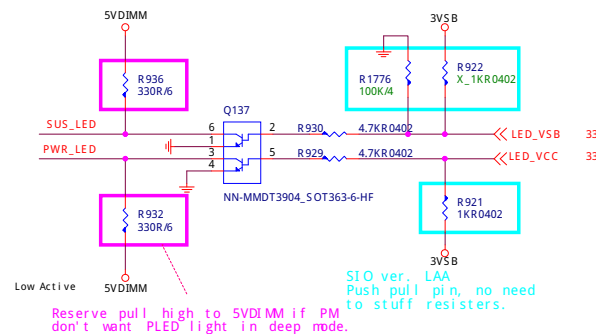 5VDIMM
3VSB
R936
330R/6
R1776
100K/4
R922
X_1KR0402
Q137
SUS_LED
6
2
R930
4.7KR0402
LED_VSB
33
1
PWR_LED
3
5
R929
4.7KR0402
LED_VCC
33
4
NN-MMDT3904_SOT363-6-HF
R932
330R/6
R921
1KR0402
3VSB
Low Active
5VDIMM
SIO ver. LAA
Push pull pin, no need
to stuff resisters.
Reserve pull high to 5VDIMM if PM
don't want PLED light in deep mode.